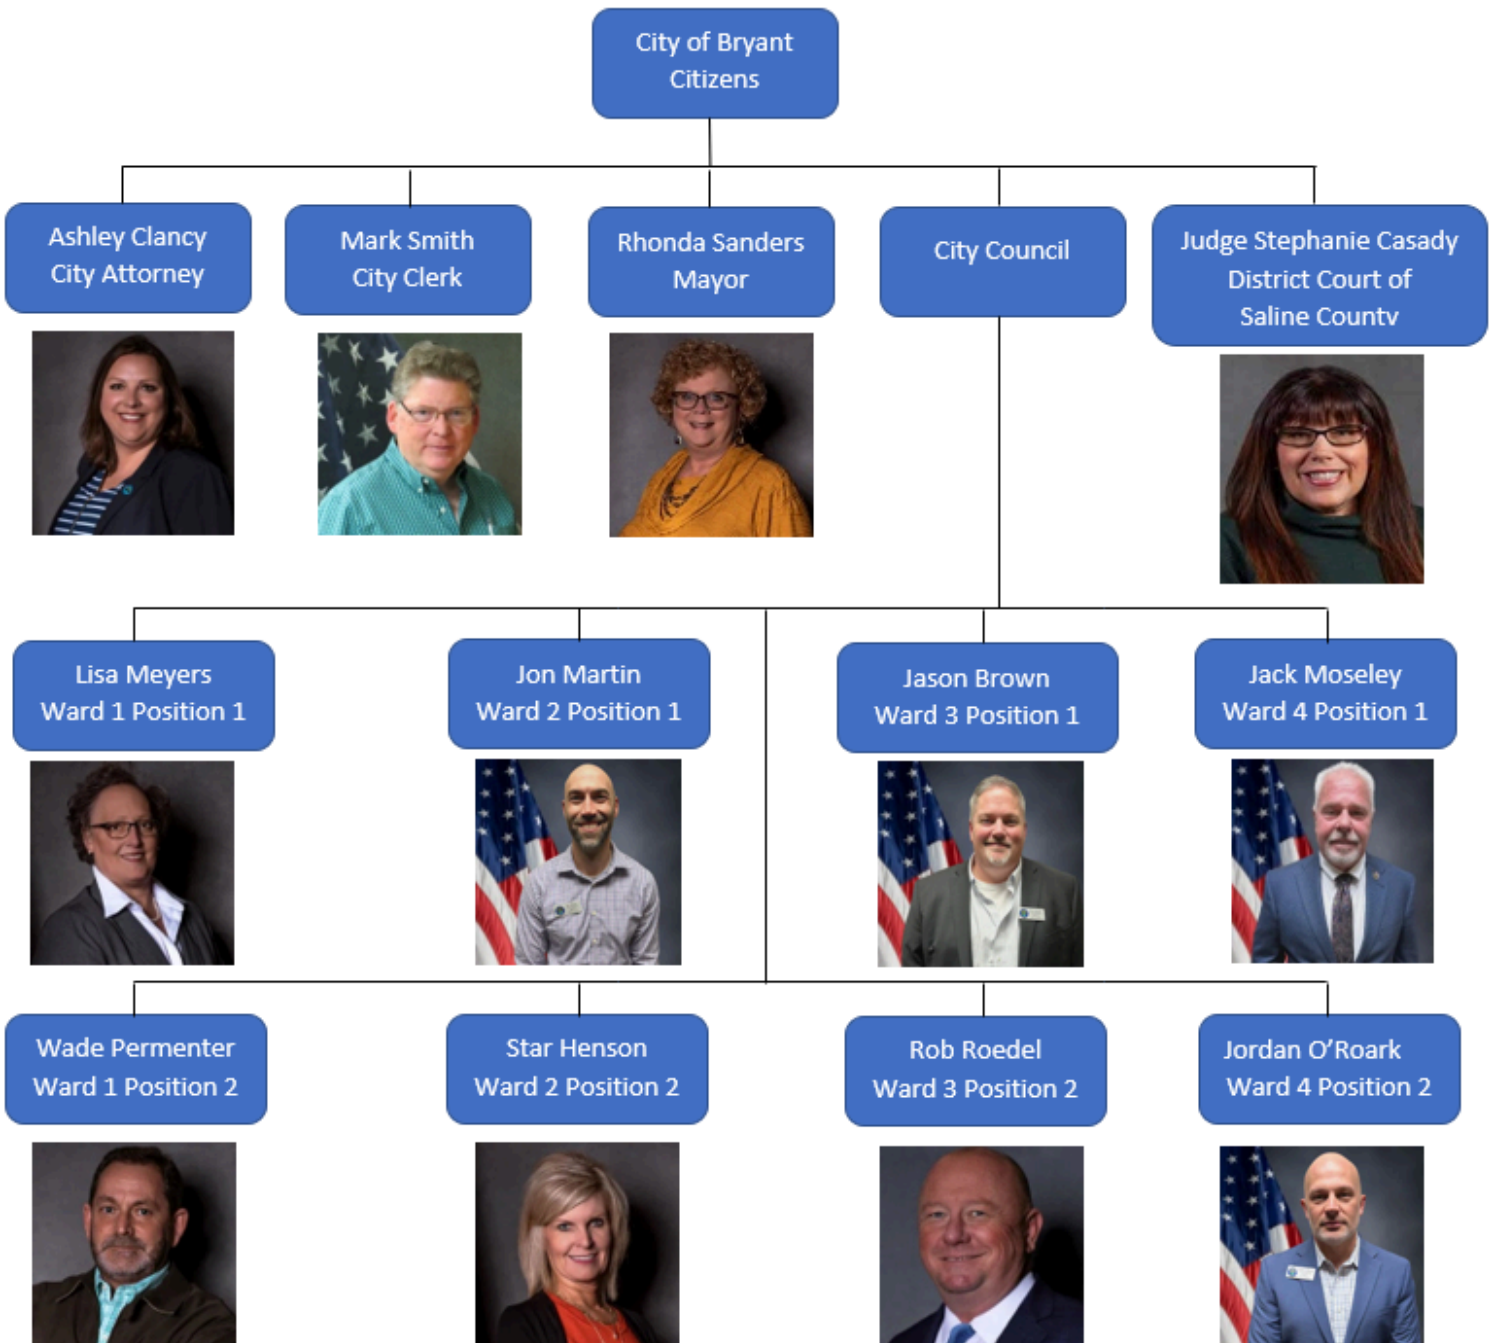 City of Bryant
Citizens
Ashley Clancy
City Attorney
Mark Smith
City Clerk
Rhonda Sanders
Mayor
City Council
Judge Stephanie Casady
District Court of
Saline County
Lisa Meyers
Ward 1 Position 1
Jon Martin
Ward 2 Position 1
Jason Brown
Ward 3 Position 1
Jack Moseley
Ward 4 Position 1
Wade Permenter
Ward 1 Position 2
Star Henson
Ward 2 Position 2
Rob Roedel
Ward 3 Position 2
Jordan O’Roark
Ward 4 Position 2